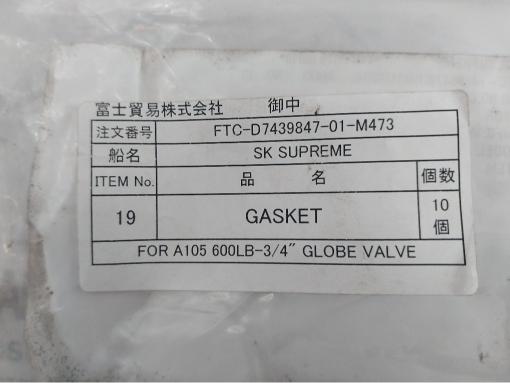 富士貿易株式会社 御中
注文番号 FTC-D7439847-01-M473
船名 SK SUPREME
ITEM No. 品名 個数
19 GASKET 10個
FOR A105 600LB-3/4″ GLOBE VALVE